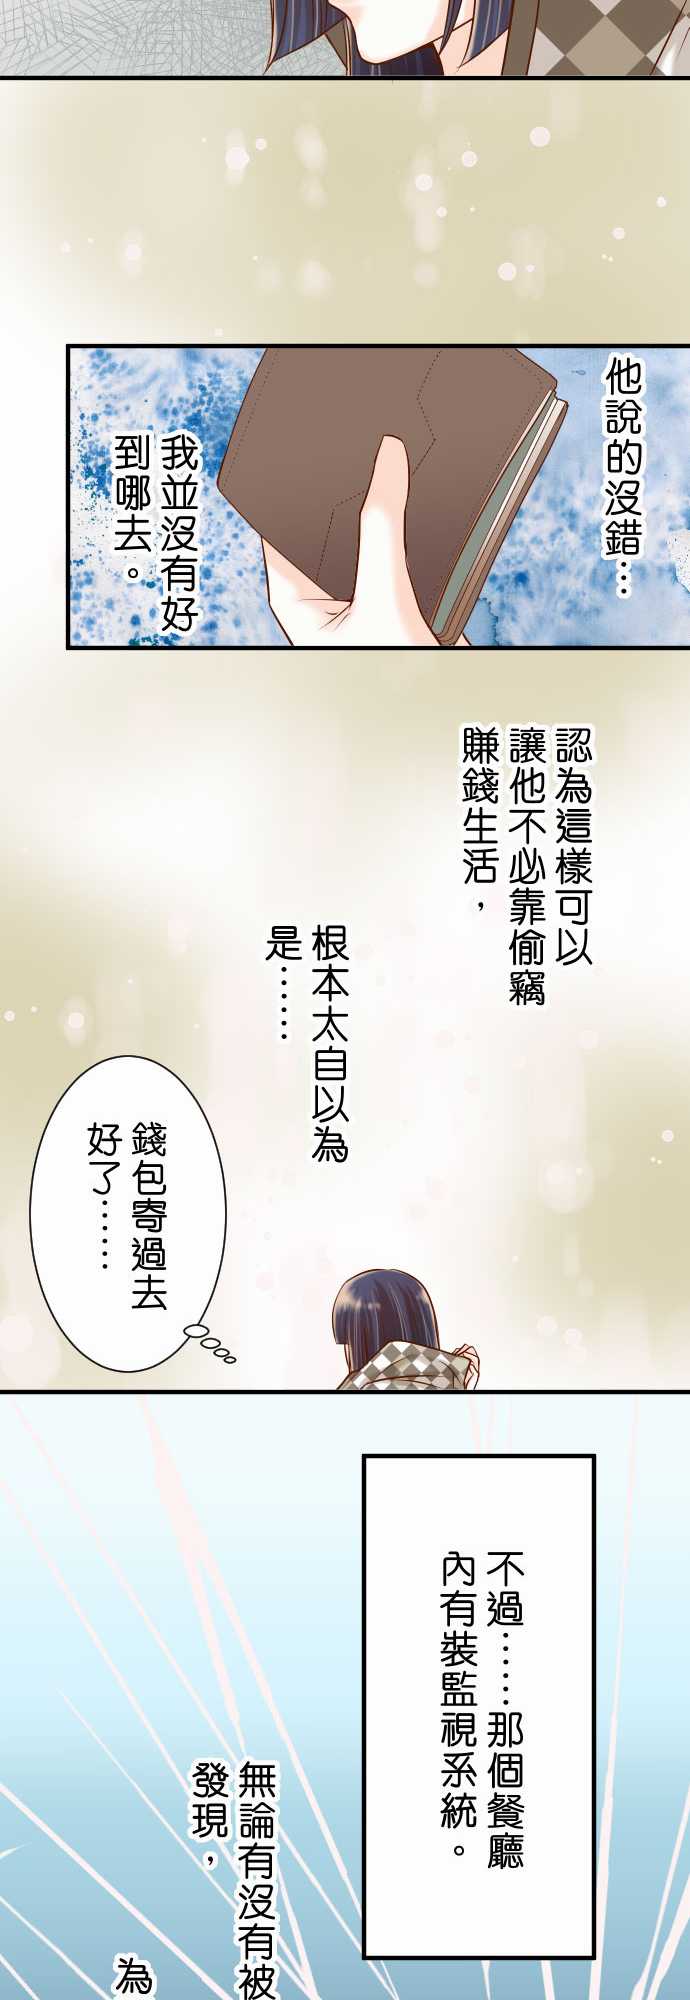 他說的沒錯…
我並沒有好
到哪去。
認為這樣可以
讓他不必靠偷竊
賺錢生活，
根本太自以為
是……
錢包寄過去
好了……
不過……那個餐廳
內有裝監視系統。
無論有沒有被
發現，
為